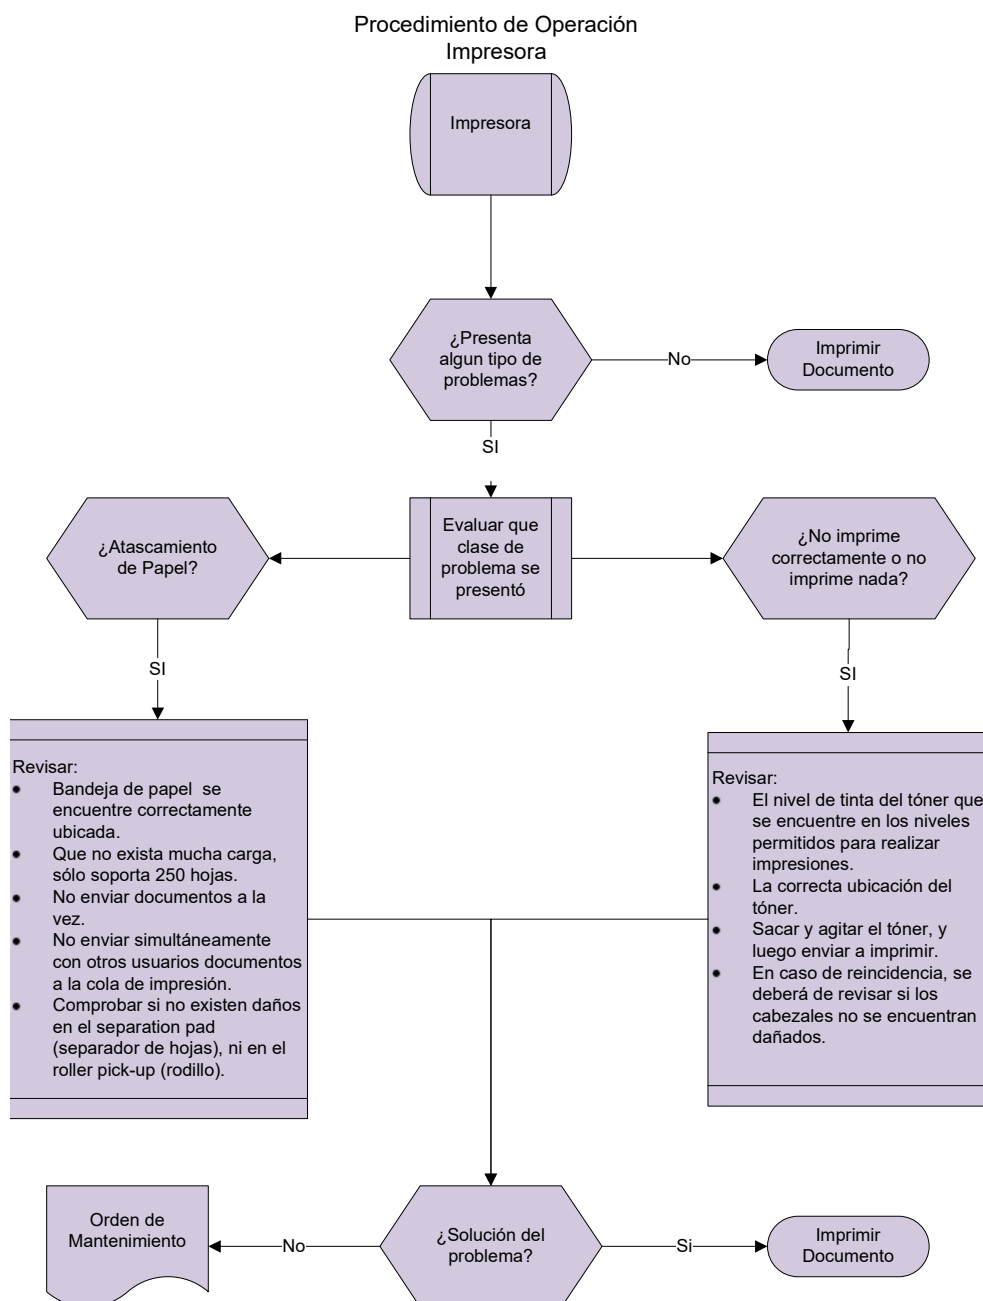 Procedimiento de Operación
Impresora
Impresora
¿Presenta
algun tipo de
problemas?
No
Imprimir
Documento
SI
¿Atascamiento
de Papel?
Evaluar que
clase de
problema se
presentó
¿No imprime
correctamente o no
imprime nada?
SI
SI
Revisar:
● Bandeja de papel se
encuentre correctamente
ubicada.
● Que no exista mucha carga,
sólo soporta 250 hojas.
● No enviar documentos a la
vez.
● No enviar simultáneamente
con otros usuarios documentos
a la cola de impresión.
● Comprobar si no existen daños
en el separation pad
(separador de hojas), ni en el
roller pick-up (rodillo).
Revisar:
● El nivel de tinta del tóner que
se encuentre en los niveles
permitidos para realizar
impresiones.
● La correcta ubicación del
tóner.
● Sacar y agitar el tóner, y
luego enviar a imprimir.
● En caso de reincidencia, se
deberá de revisar si los
cabezales no se encuentran
dañados.
Orden de
Mantenimiento
No
¿Solución del
problema?
Si
Imprimir
Documento